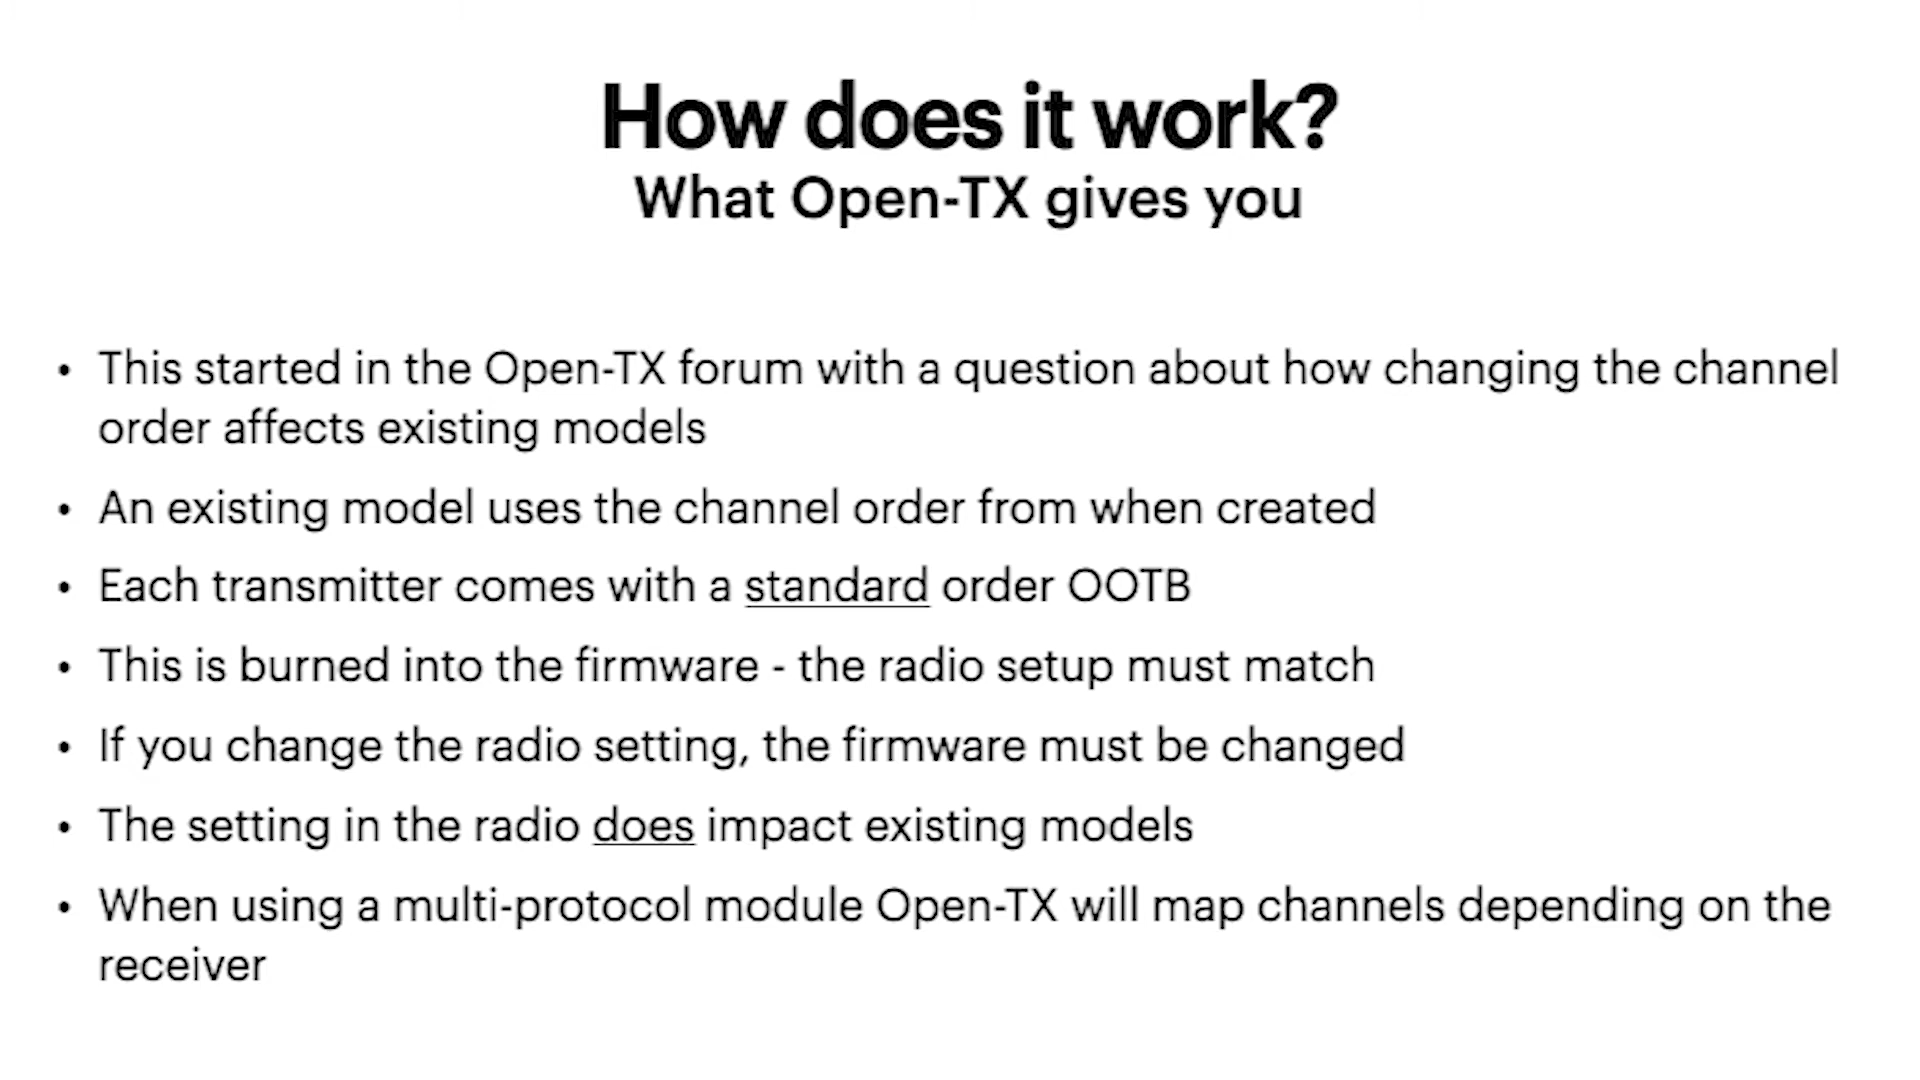 How does it work?
What Open-TX gives you
• This started in the Open-TX forum with a question about how changing the channel
order affects existing models
• An existing model uses the channel order from when created
• Each transmitter comes with a standard order OOTB
• This is burned into the firmware - the radio setup must match
• If you change the radio setting, the firmware must be changed
• The setting in the radio does impact existing models
• When using a multi-protocol module Open-TX will map channels depending on the
receiver